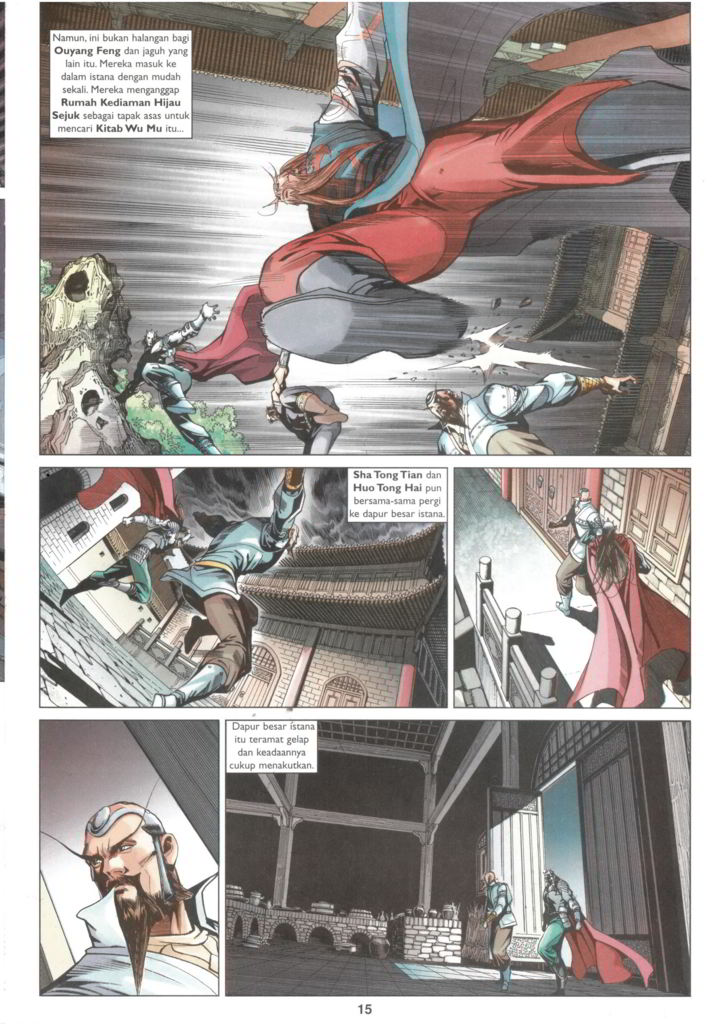 Namun, ini bukan halangan bagi
Ouyang Feng dan jaguh yang
lain itu. Mereka masuk ke
dalam istana dengan mudah
sekali. Mereka menganggap
Rumah Kediaman Hijau
Sejuk sebagai tapak asas untuk
mencari Kitab Wu Mu itu...
Sha Tong Tian dan
Huo Tong Hai pun
bersama-sama pergi
ke dapur besar istana.
Dapur besar istana
itu teramat gelap
dan keadaannya
cukup menakutkan.
15